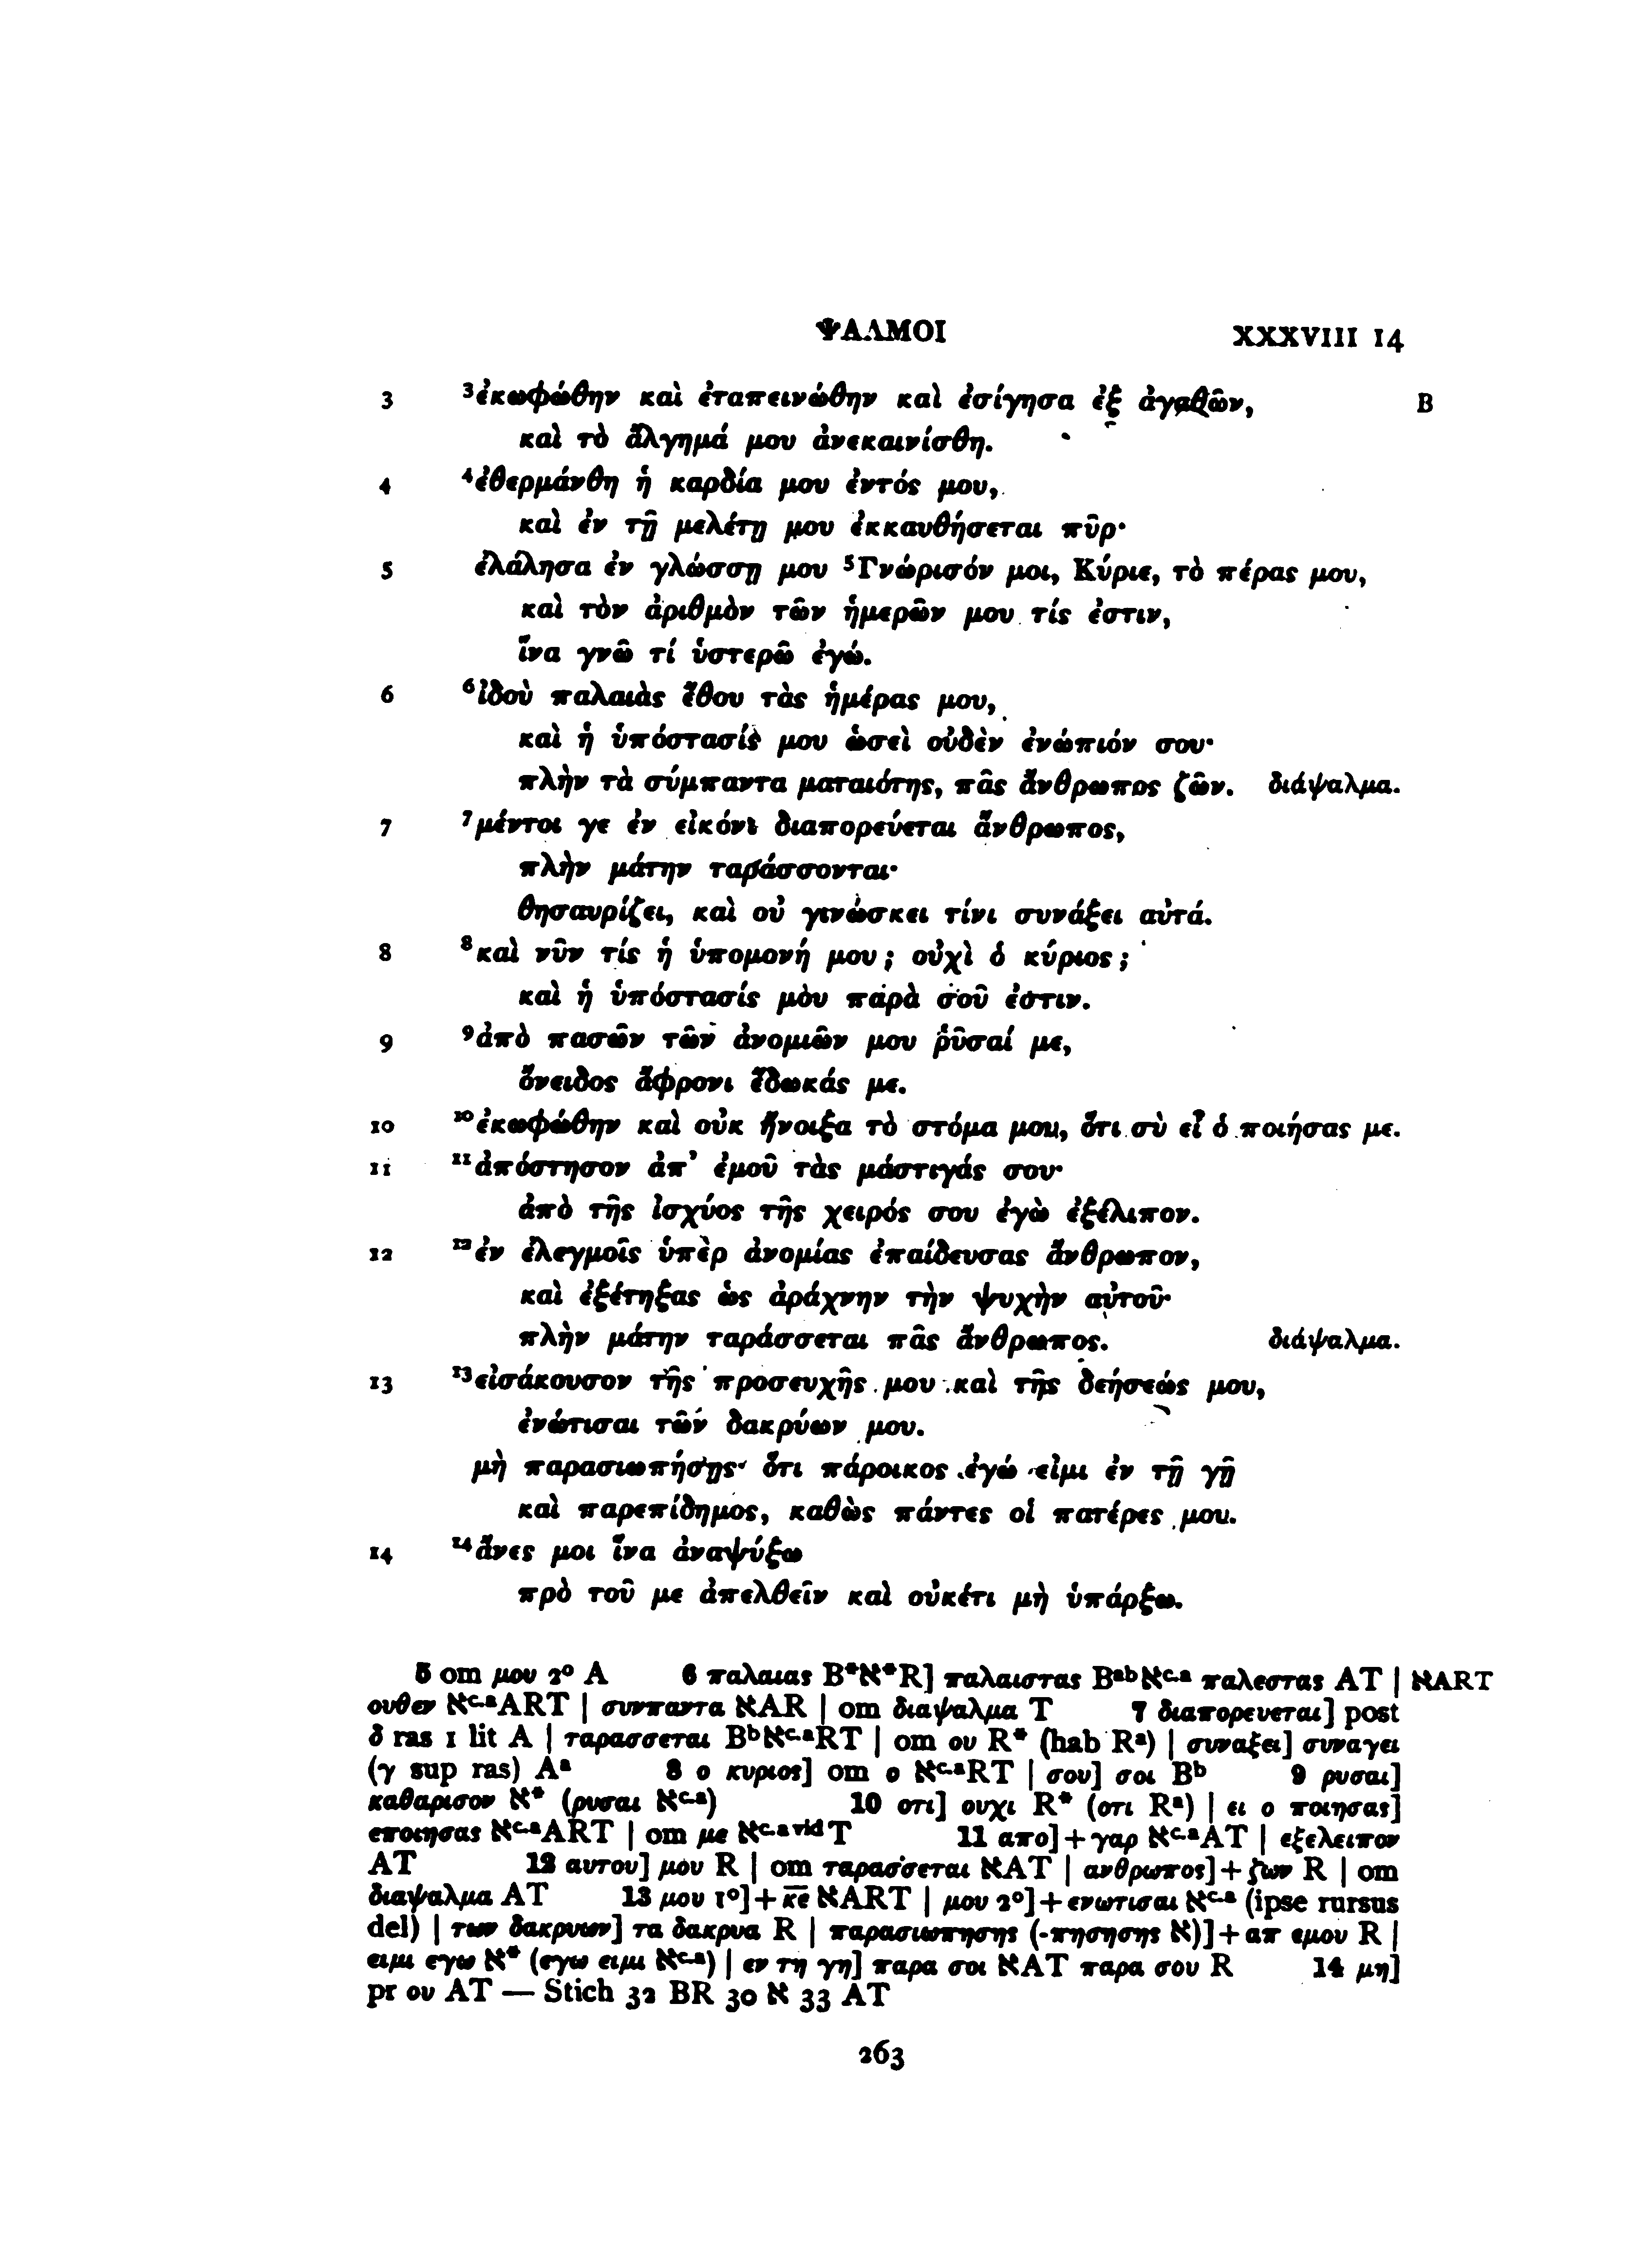 ΨΑΛΜΟΙ XXXVIII 14
3 ³ἐκωφώθην καὶ ἐταπεινώθην καὶ ἐσίγησα ἐξ ἀγαθῶν, B
καὶ τὸ ἄλγημά μου ἀνεκαινίσθη.
4 ⁴ἐθερμάνθη ἡ καρδία μου ἐντός μου,
καὶ ἐν τῇ μελέτῃ μου ἐκκαυθήσεται πῦρ·
5 ἐλάλησα ἐν γλώσσῃ μου ⁵Γνώρισόν μοι, Κύριε, τὸ πέρας μου,
καὶ τὸν ἀριθμὸν τῶν ἡμερῶν μου τίς ἐστιν,
ἵνα γνῶ τί ὑστερῶ ἐγώ.
6 ⁶ἰδοὺ παλαιὰς ἔθου τὰς ἡμέρας μου,
καὶ ἡ ὑπόστασίς μου ὡσεὶ οὐδὲν ἐνώπιόν σου·
πλὴν τὰ σύμπαντα ματαιότης, πᾶς ἄνθρωπος ζῶν. διάψαλμα.
7 ⁷μέντοι γε ἐν εἰκόνι διαπορεύεται ἄνθρωπος,
πλὴν μάτην ταράσσονται·
θησαυρίζει, καὶ οὐ γινώσκει τίνι συνάξει αὐτά.
8 ⁸καὶ νῦν τίς ἡ ὑπομονή μου; οὐχὶ ὁ κύριος;
καὶ ἡ ὑπόστασίς μου παρὰ σοῦ ἐστιν.
9 ⁹ἀπὸ πασῶν τῶν ἀνομιῶν μου ῥῦσαί με,
ὄνειδος ἄφρονι ἔδωκάς με.
10 ¹⁰ἐκωφώθην καὶ οὐκ ἤνοιξα τὸ στόμα μου, ὅτι σὺ εἶ ὁ ποιήσας με.
11 ¹¹ἀπόστησον ἀπ’ ἐμοῦ τὰς μάστιγάς σου·
ἀπὸ τῆς ἰσχύος τῆς χειρός σου ἐγὼ ἐξέλιπον.
12 ¹²ἐν ἐλεγμοῖς ὑπὲρ ἀνομίας ἐπαίδευσας ἄνθρωπον,
καὶ ἐξέτηξας ὡς ἀράχνην τὴν ψυχὴν αὐτοῦ·
πλὴν μάτην ταράσσεται πᾶς ἄνθρωπος. διάψαλμα.
13 ¹³εἰσάκουσον τῆς προσευχῆς μου καὶ τῆς δεήσεώς μου,
ἐνώτισαι τῶν δακρύων μου.
μὴ παρασιωπήσῃς· ὅτι πάροικος ἐγώ εἰμι ἐν τῇ γῇ
καὶ παρεπίδημος, καθὼς πάντες οἱ πατέρες μου.
14 ¹⁴ἄνες μοι ἵνα ἀναψύξω
πρὸ τοῦ με ἀπελθεῖν καὶ οὐκέτι μὴ ὑπάρξω.
5 om μου 2° A 6 παλαιας B*ℵ*R] παλαιστας Bᵃᵇℵᶜ·ᵃ παλεστας AT | ℵART
ουθεν ℵᶜ·ᵃART | συνπαντα ℵAR | om διαψαλμα T 7 διαπορευεται] post
δ ras 1 lit A | ταρασσεται Bᵇℵᶜ·ᵃRT | om ου R* (hab Rᵃ) | συναξει] συναγει
(γ sup ras) Aᵃ 8 ο κυριος] om ο ℵᶜ·ᵃRT | σου] σοι Bᵇ 9 ρυσαι]
καθαρισον ℵ* (ρυσαι ℵᶜ·ᵃ) 10 οτι] ουχι R* (οτι Rᵃ) | ει ο ποιησας]
εποιησας ℵᶜ·ᵃART | om με ℵᶜ·ᵃ ᵛⁱᵈT 11 απο]+γαρ ℵᶜ·ᵃAT | εξελειπον
AT 12 αυτου] μου R | om ταρασσεται ℵAT | ανθρωπος]+ζων R | om
διαψαλμα AT 13 μου 1°]+κ̅ε̅ ℵART | μου 2°]+ενωτισαι ℵᶜ·ᵃ (ipse rursus
del) | των δακρυων] τα δακρυα R | παρασιωπησης (-πησησης ℵ)]+απ εμου R |
ειμι εγω ℵ* (εγω ειμι ℵᶜ·ᵃ) | εν τη γη] παρα σοι ℵAT παρα σου R 14 μη]
pr ου AT — Stich 32 BR 30 ℵ 33 AT
263